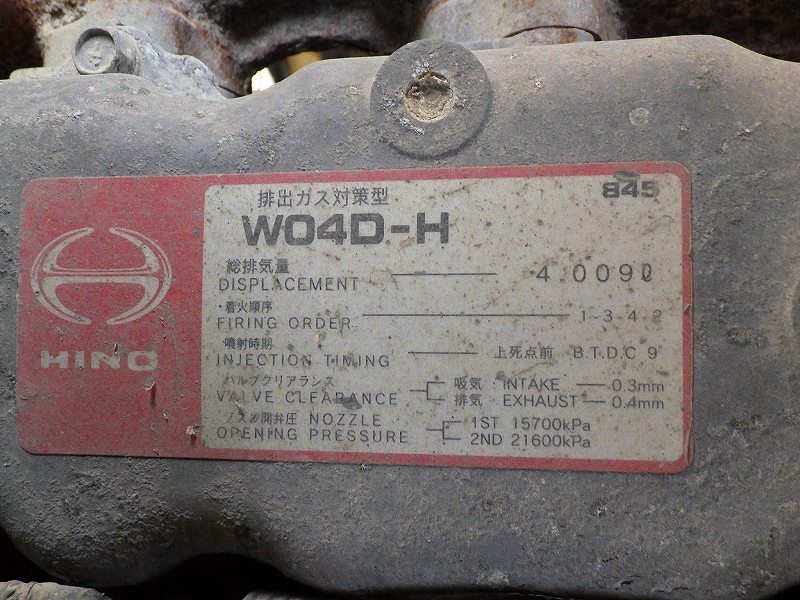 HINO
排出ガス対策型 845
W04D-H
総排気量
DISPLACEMENT 4.009ℓ
着火順序
FIRING ORDER 1-3-4-2
噴射時期
INJECTION TIMING 上死点前 B.T.D.C 9°
バルブクリアランス 吸気 INTAKE 0.3mm
VALVE CLEARANCE 排気 EXHAUST 0.4mm
ノズル開弁圧 NOZZLE 1ST 15700kPa
OPENING PRESSURE 2ND 21600kPa